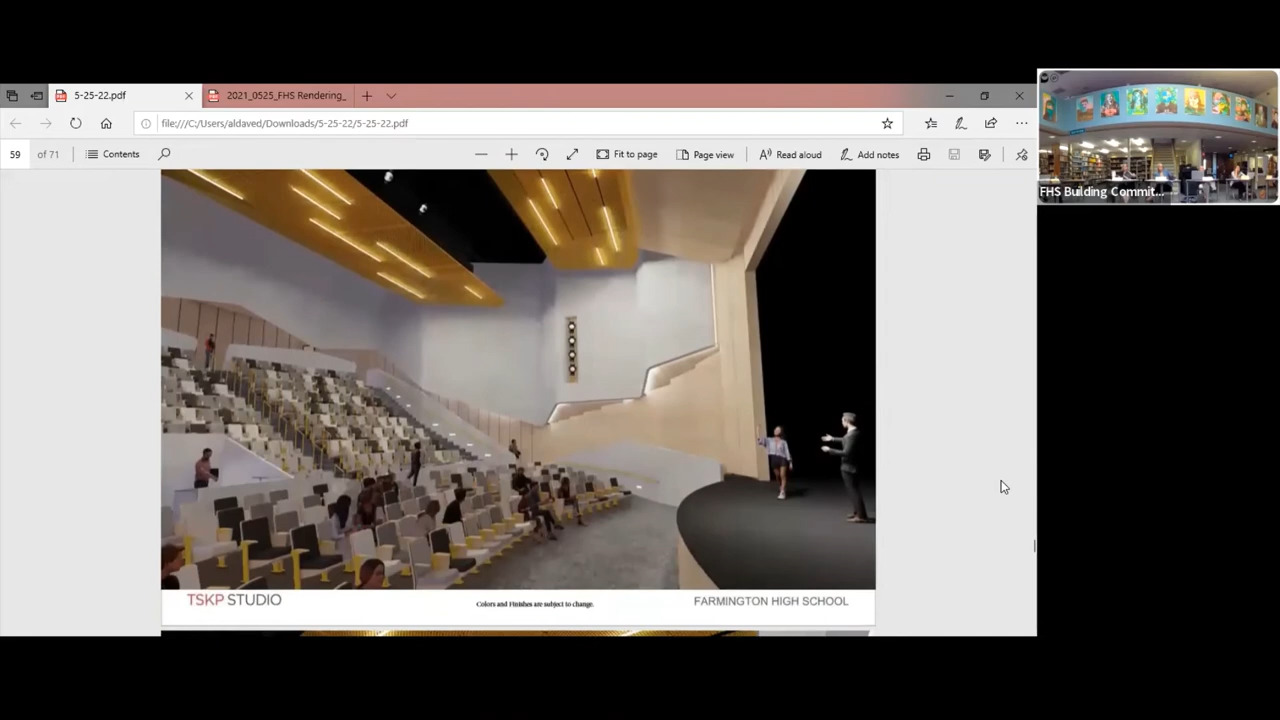 5-25-22.pdf
2021_0525_FHS Rendering_
file:///C:/Users/aldaved/Downloads/5-25-22/5-25-22.pdf
59 of 71
Contents
Fit to page
Page view
Read aloud
Add notes
FHS Building Commit...
TSKP STUDIO
Colors and Finishes are subject to change.
FARMINGTON HIGH SCHOOL